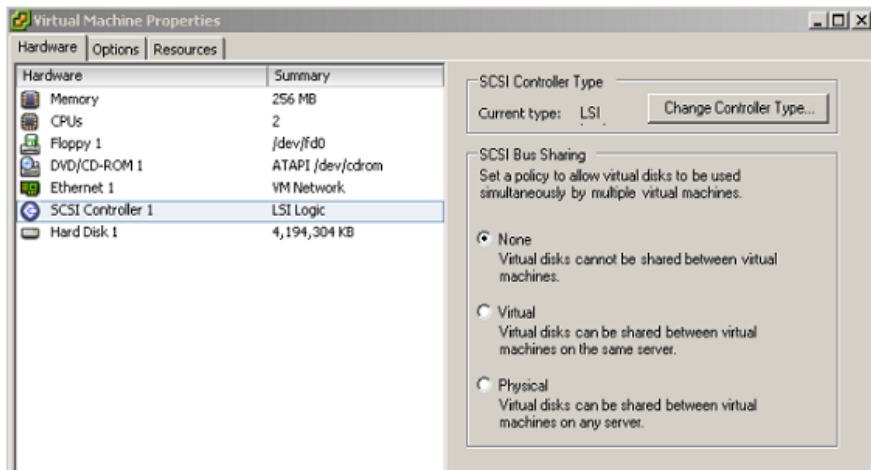 Virtual Machine Properties
Hardware Options Resources
Hardware Summary
Memory 256 MB
CPUs 2
Floppy 1 /dev/fd0
DVD/CD-ROM 1 ATAPI /dev/cdrom
Ethernet 1 VM Network
SCSI Controller 1 LSI Logic
Hard Disk 1 4,194,304 KB
SCSI Controller Type
Current type: LSI Change Controller Type...
SCSI Bus Sharing
Set a policy to allow virtual disks to be used
simultaneously by multiple virtual machines.
None
Virtual disks cannot be shared between virtual
machines.
Virtual
Virtual disks can be shared between virtual
machines on the same server.
Physical
Virtual disks can be shared between virtual
machines on any server.